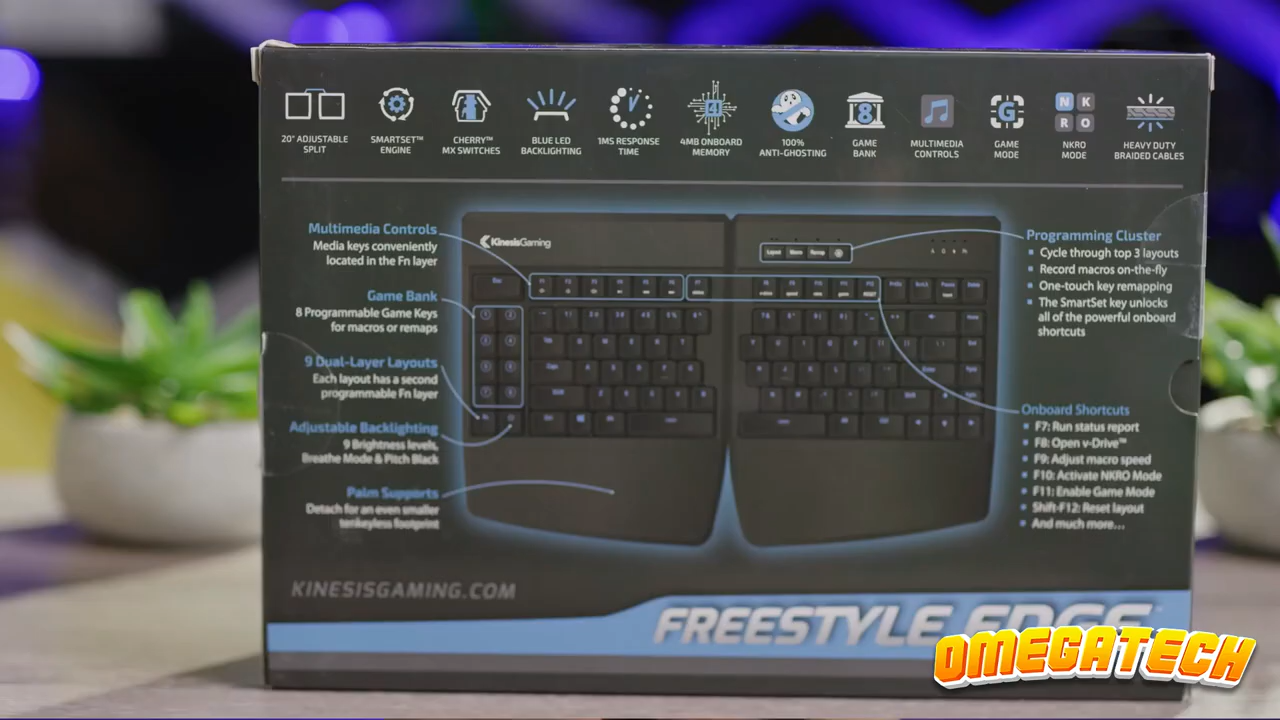 20" ADJUSTABLE
SPLIT
SMARTSET™
ENGINE
CHERRY™
MX SWITCHES
BLUE LED
BACKLIGHTING
1MS RESPONSE
TIME
4MB ONBOARD
MEMORY
100%
ANTI-GHOSTING
8
GAME
BANK
MULTIMEDIA
CONTROLS
G
GAME
MODE
N K
R O
NKRO
MODE
HEAVY DUTY
BRAIDED CABLES
Multimedia Controls
Media keys conveniently
located in the Fn layer
Game Bank
8 Programmable Game Keys
for macros or remaps
9 Dual-Layer Layouts
Each layout has a second
programmable Fn layer
Adjustable Backlighting
9 Brightness levels,
Breathe Mode & Pitch Black
Palm Supports
Detach for an even smaller
tenkeyless footprint
KinesisGaming
Programming Cluster
Cycle through top 3 layouts
Record macros on-the-fly
One-touch key remapping
The SmartSet key unlocks
all of the powerful onboard
shortcuts
Onboard Shortcuts
F7: Run status report
F8: Open v-Drive™
F9: Adjust macro speed
F10: Activate NKRO Mode
F11: Enable Game Mode
Shift-F12: Reset layout
And much more...
KINESISGAMING.COM
FREESTYLE EDGE
OMEGATECH